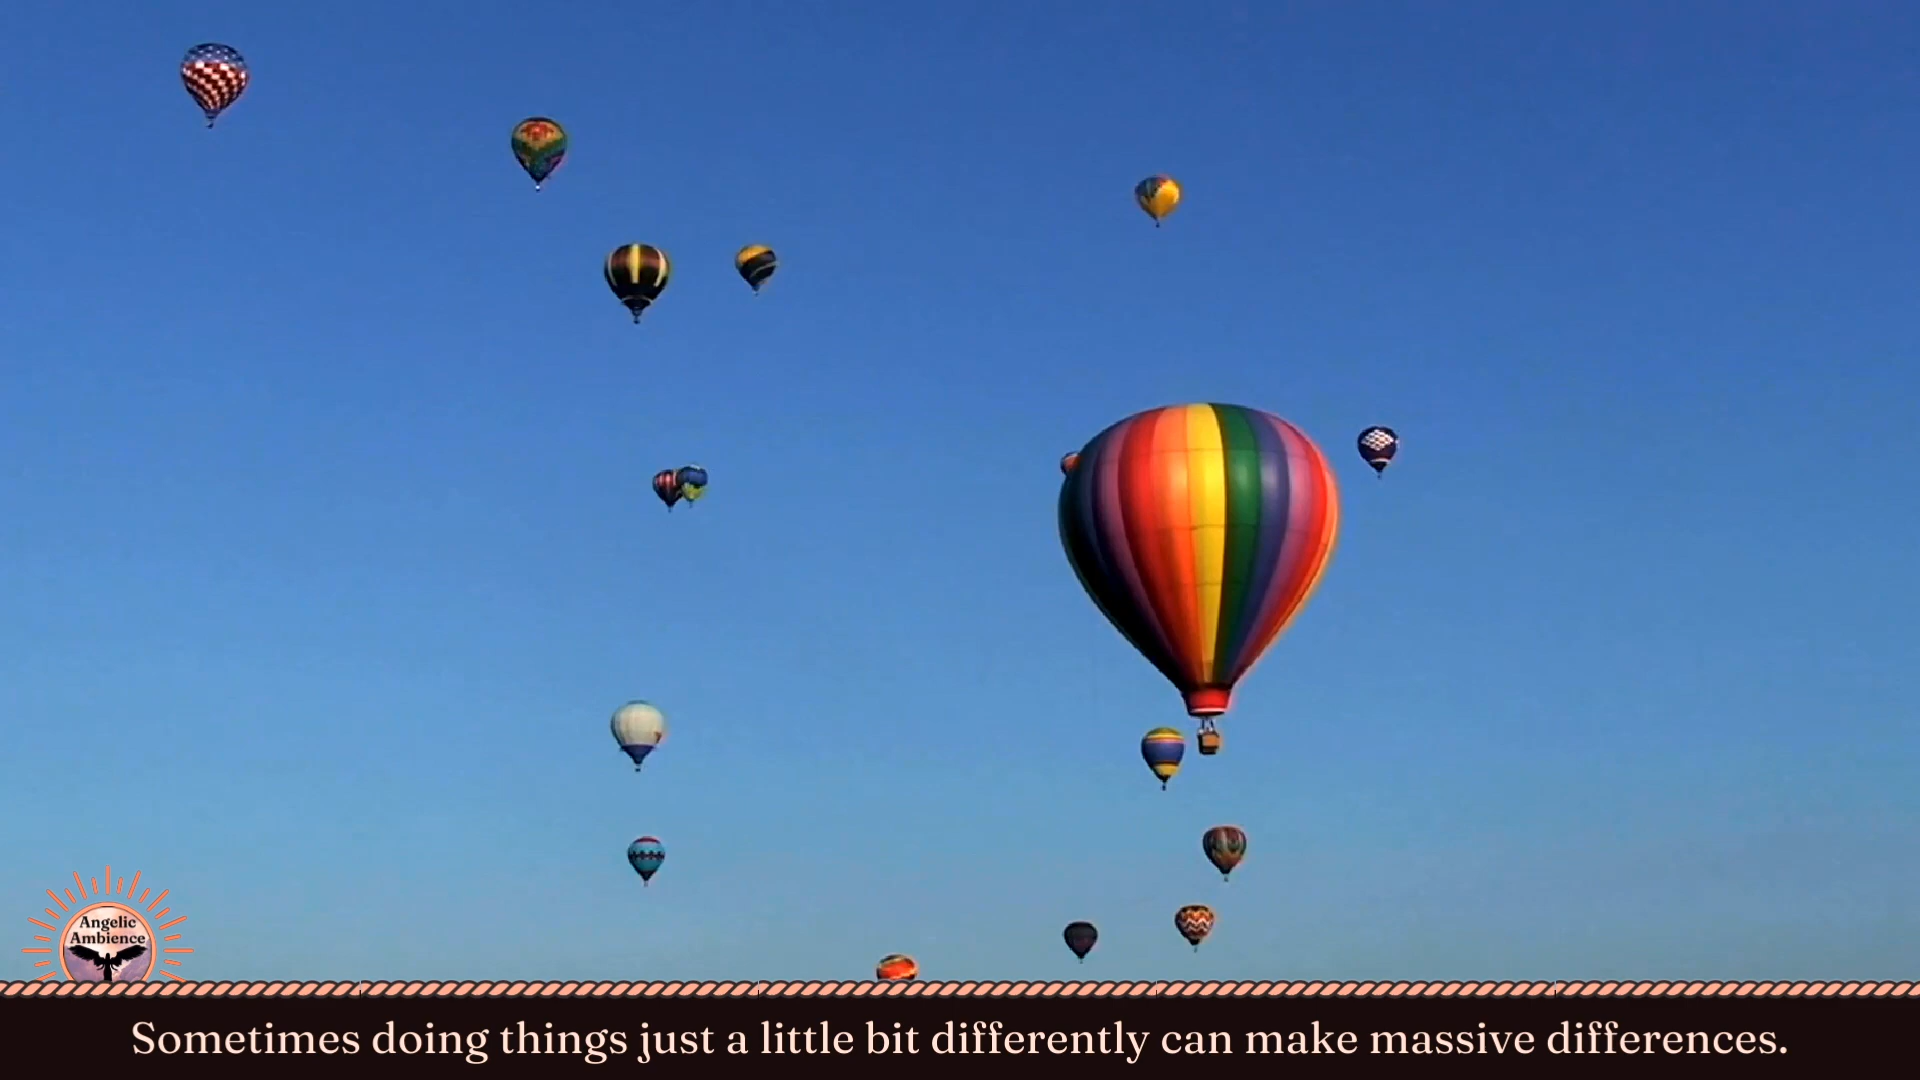 Angelic
Ambience
Sometimes doing things just a little bit differently can make massive differences.